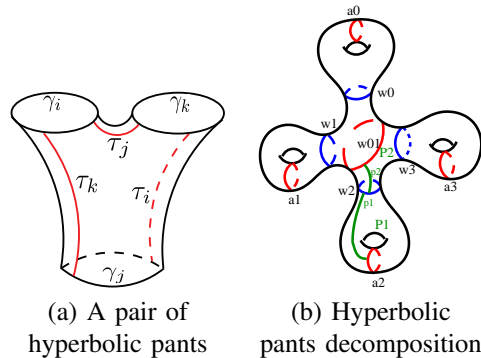 γi γk
τj
τk τi
γj
(a) A pair of
hyperbolic pants
a0
w0
w1
w01
P2
w3
a1
w2
p2
a3
p1
P1
a2
(b) Hyperbolic
pants decomposition